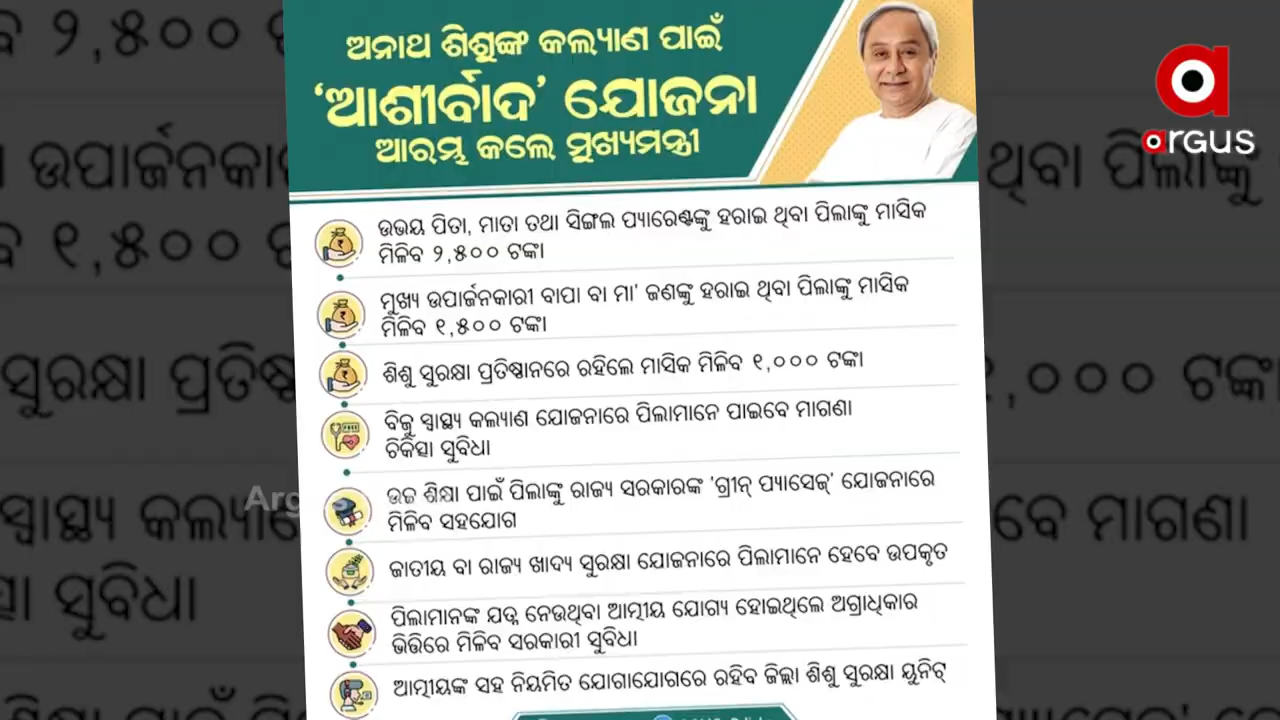 ଅନାଥ ଶିଶୁଙ୍କ କଲ୍ୟାଣ ପାଇଁ
‘ଆଶୀର୍ବାଦ’ ଯୋଜନା
ଆରମ୍ଭ କଲେ ମୁଖ୍ୟମନ୍ତ୍ରୀ
argus
ଉଭୟ ପିତା, ମାତା ତଥା ସିଙ୍ଗଲ ପ୍ୟାରେଣ୍ଟଙ୍କୁ ହରାଇ ଥିବା ପିଲାଙ୍କୁ ମାସିକ
ମିଳିବ ୨,୫୦୦ ଟଙ୍କା
ମୁଖ୍ୟ ଉପାର୍ଜନକାରୀ ବାପା ବା ମା' ଜଣଙ୍କୁ ହରାଇ ଥିବା ପିଲାଙ୍କୁ ମାସିକ
ମିଳିବ ୧,୫୦୦ ଟଙ୍କା
ଶିଶୁ ସୁରକ୍ଷା ପ୍ରତିଷ୍ଠାନରେ ରହିଲେ ମାସିକ ମିଳିବ ୧,୦୦୦ ଟଙ୍କା
ବିଜୁ ସ୍ୱାସ୍ଥ୍ୟ କଲ୍ୟାଣ ଯୋଜନାରେ ପିଲାମାନେ ପାଇବେ ମାଗଣା
ଚିକିତ୍ସା ସୁବିଧା
ଉଚ୍ଚ ଶିକ୍ଷା ପାଇଁ ପିଲାଙ୍କୁ ରାଜ୍ୟ ସରକାରଙ୍କ 'ଗ୍ରୀନ୍ ପ୍ୟାସେଜ୍' ଯୋଜନାରେ
ମିଳିବ ସହଯୋଗ
ଜାତୀୟ ବା ରାଜ୍ୟ ଖାଦ୍ୟ ସୁରକ୍ଷା ଯୋଜନାରେ ପିଲାମାନେ ହେବେ ଉପକୃତ
ପିଲାମାନଙ୍କ ଯତ୍ନ ନେଉଥିବା ଆତ୍ମୀୟ ଯୋଗ୍ୟ ହୋଇଥିଲେ ଅଗ୍ରାଧିକାର
ଭିତ୍ତିରେ ମିଳିବ ସରକାରୀ ସୁବିଧା
ଆତ୍ମୀୟଙ୍କ ସହ ନିୟମିତ ଯୋଗାଯୋଗରେ ରହିବ ଜିଲ୍ଲା ଶିଶୁ ସୁରକ୍ଷା ୟୁନିଟ୍